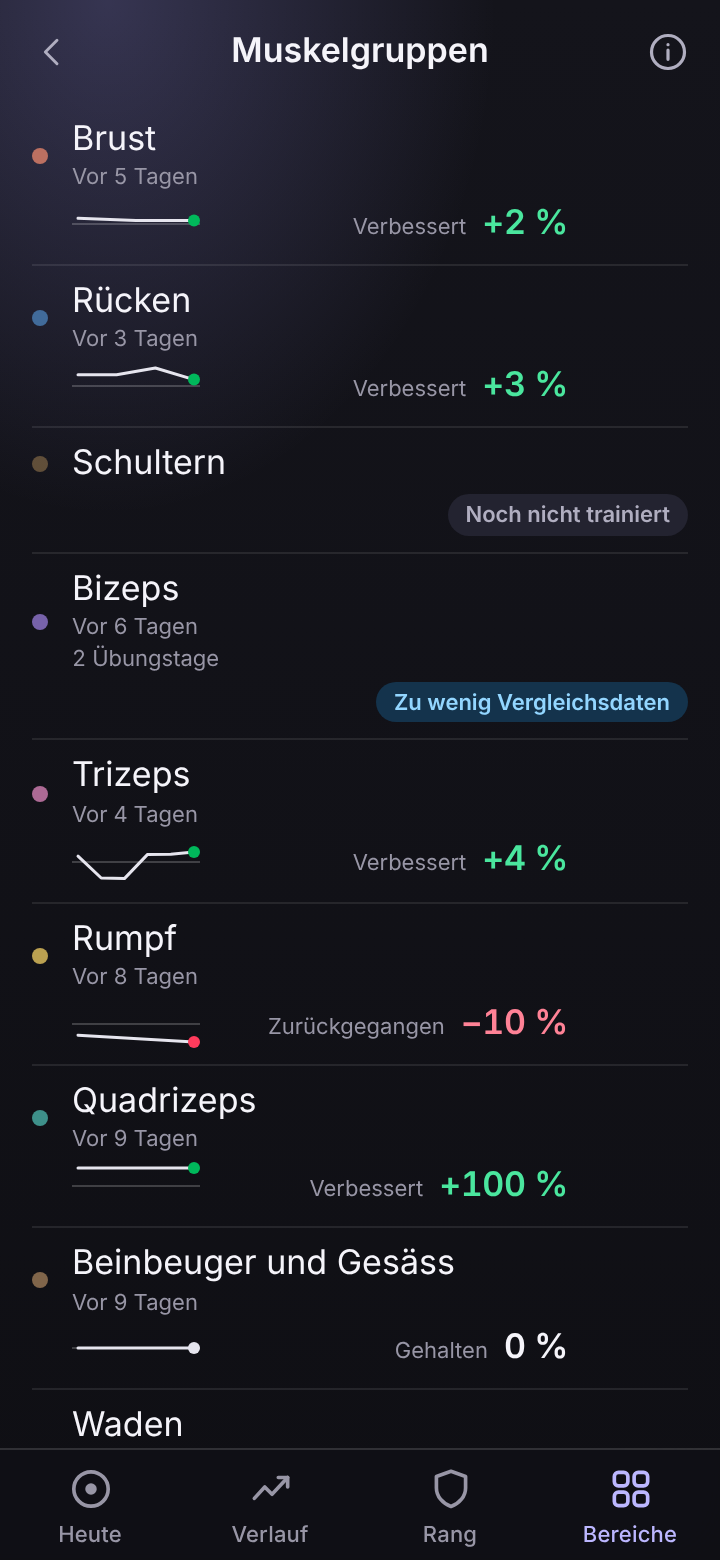 Muskelgruppen
Brust
Vor 5 Tagen
Verbessert +2 %
Rücken
Vor 3 Tagen
Verbessert +3 %
Schultern
Noch nicht trainiert
Bizeps
Vor 6 Tagen
2 Übungstage
Zu wenig Vergleichsdaten
Trizeps
Vor 4 Tagen
Verbessert +4 %
Rumpf
Vor 8 Tagen
Zurückgegangen −10 %
Quadrizeps
Vor 9 Tagen
Verbessert +100 %
Beinbeuger und Gesäss
Vor 9 Tagen
Gehalten 0 %
Waden
Heute Verlauf Rang Bereiche